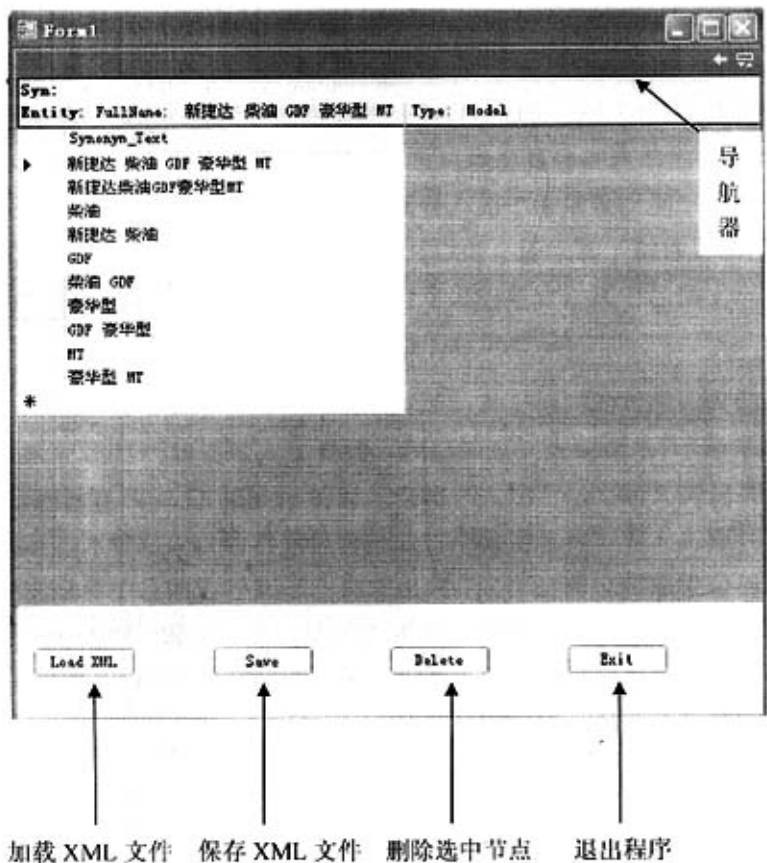 Form1
Syn:
Entity: FullName: 新捷达 柴油 GDF 豪华型 MT Type: Model
Synonyn_Text
新捷达 柴油 GDF 豪华型 MT
新捷达柴油GDF豪华型MT
柴油
新捷达 柴油
GDF
柴油 GDF
豪华型
GDF 豪华型
MT
豪华型 MT
导航器
Load XML
Save
Delete
Exit
加载 XML 文件
保存 XML 文件
删除选中节点
退出程序